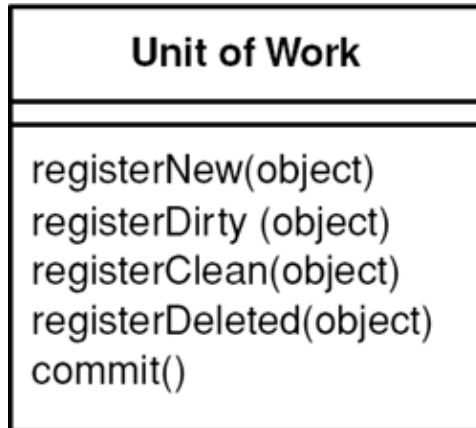 Unit of Work
registerNew(object)
registerDirty (object)
registerClean(object)
registerDeleted(object)
commit()